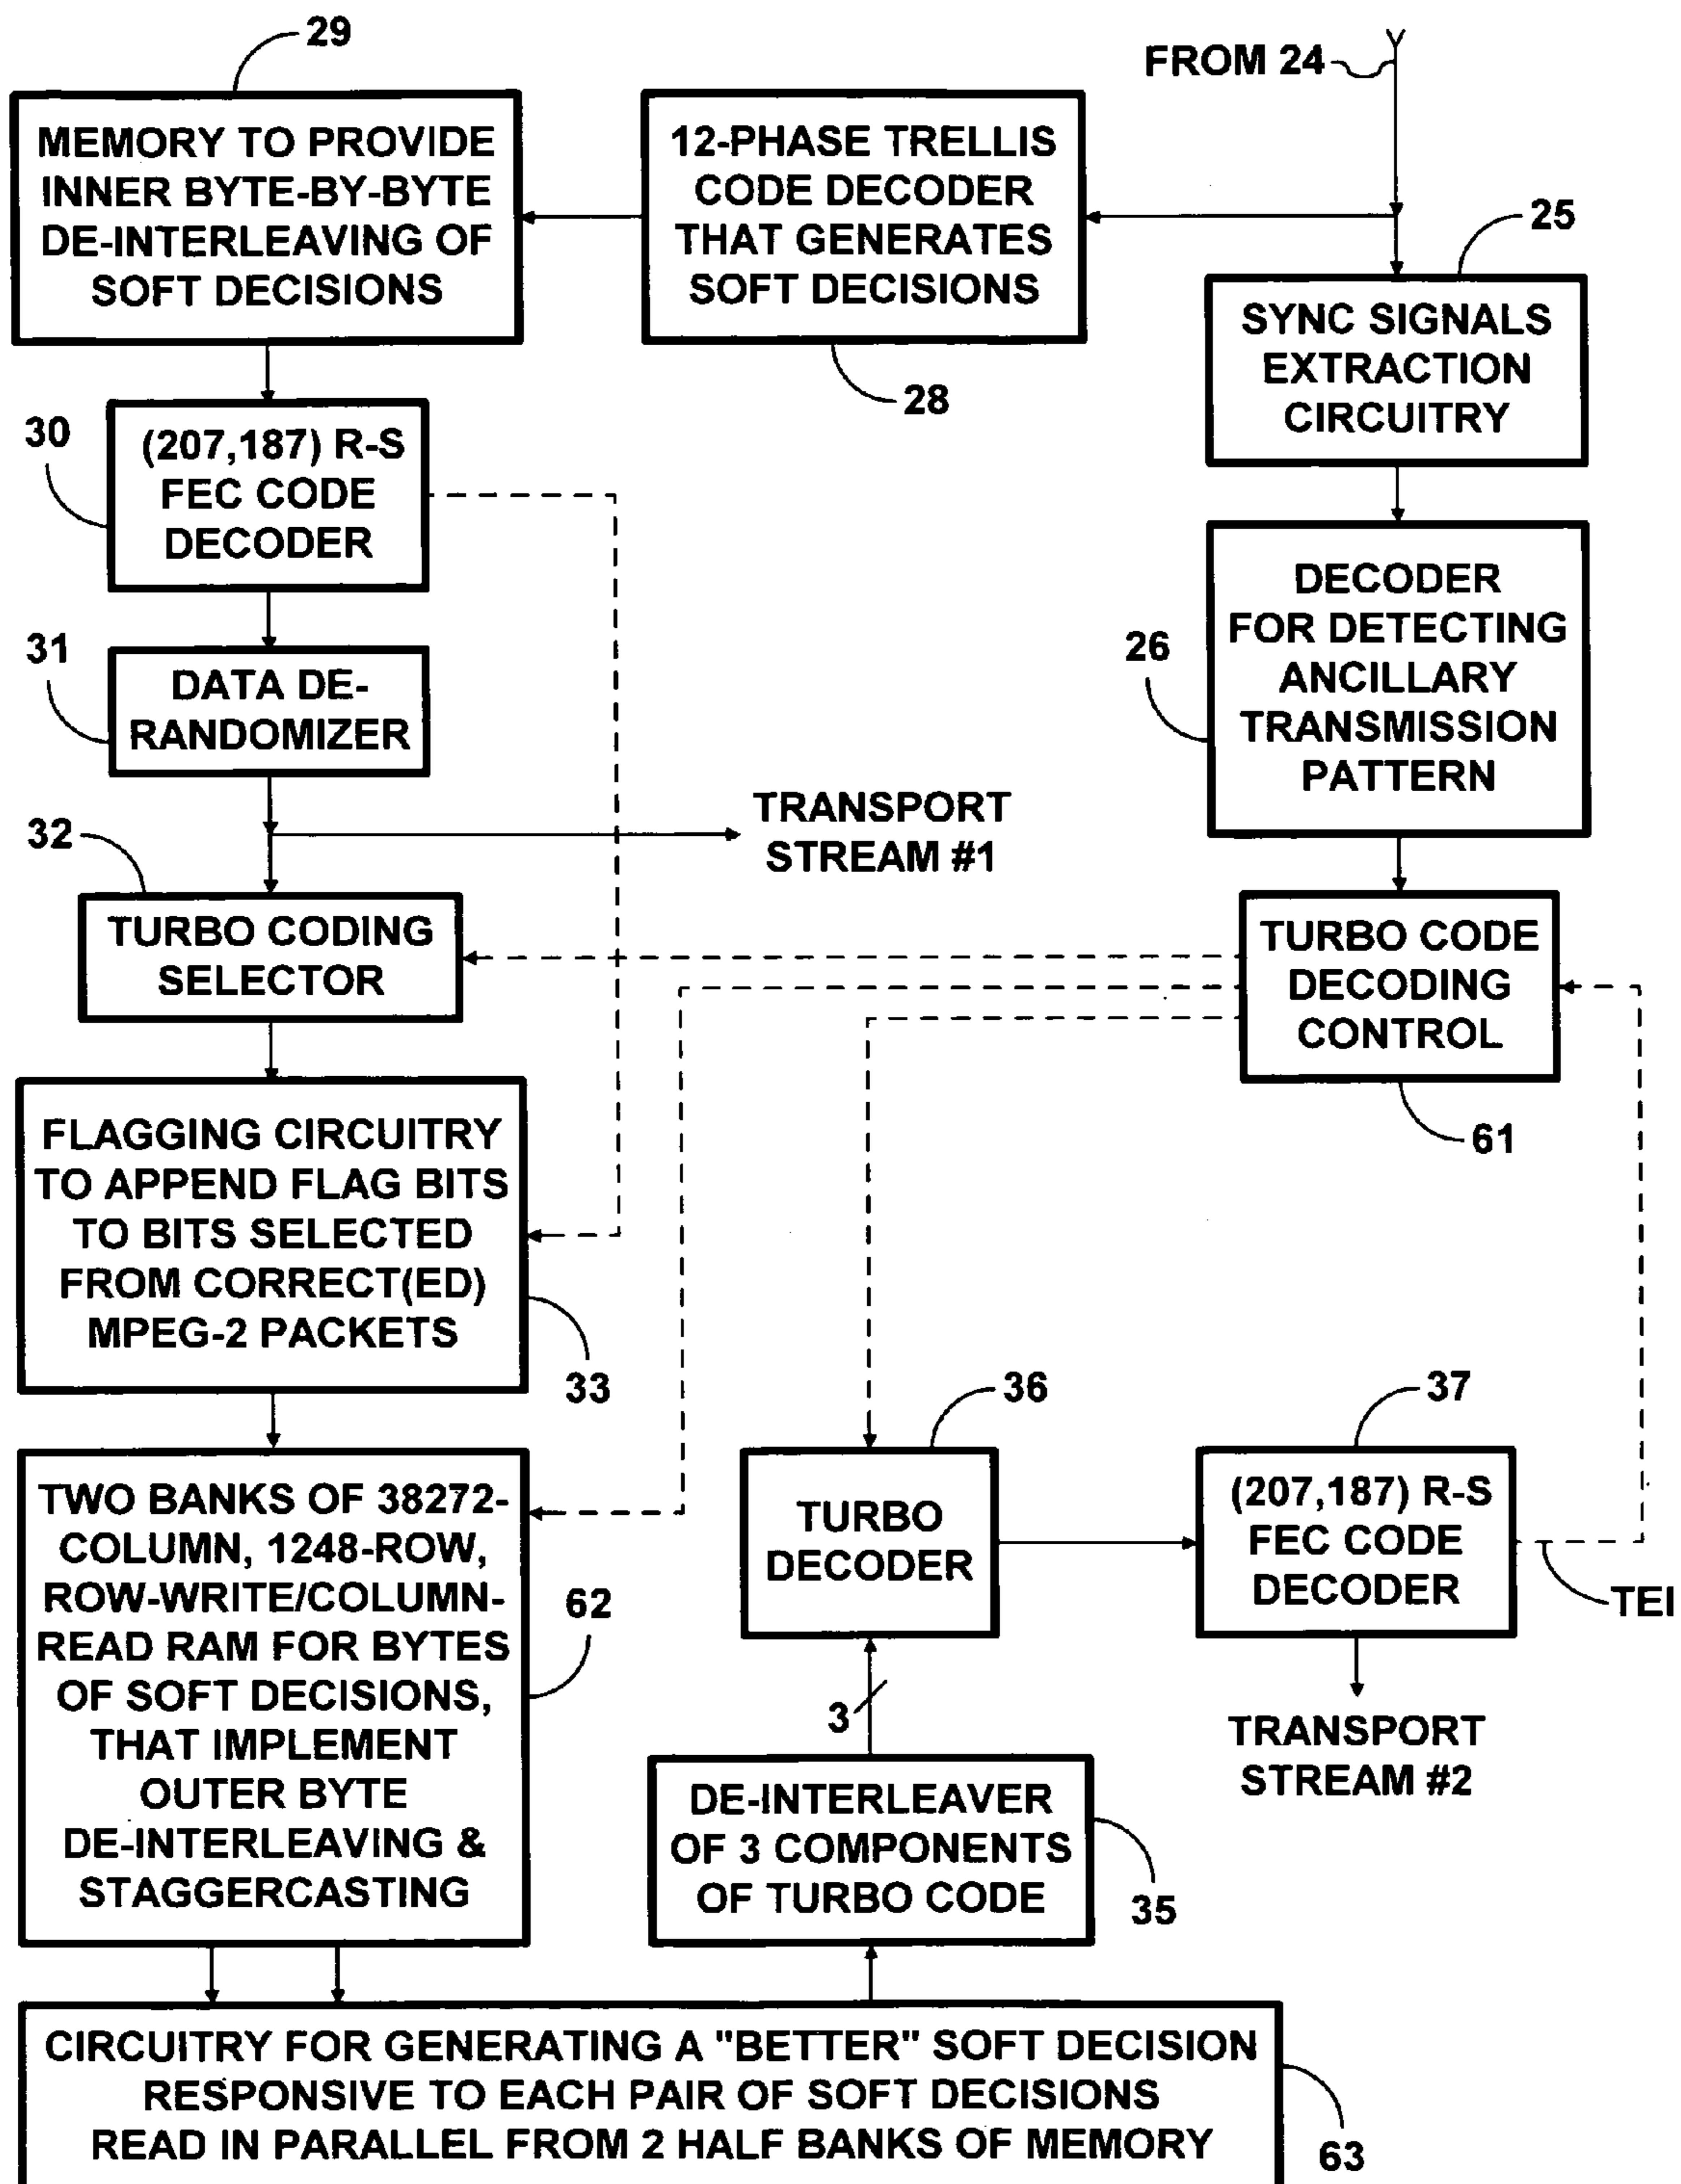 29
FROM 24
MEMORY TO PROVIDE
INNER BYTE-BY-BYTE
DE-INTERLEAVING OF
SOFT DECISIONS
12-PHASE TRELLIS
CODE DECODER
THAT GENERATES
SOFT DECISIONS
28
25
SYNC SIGNALS
EXTRACTION
CIRCUITRY
30
(207,187) R-S
FEC CODE
DECODER
26
DECODER
FOR DETECTING
ANCILLARY
TRANSMISSION
PATTERN
31
DATA DE-
RANDOMIZER
TRANSPORT
STREAM #1
32
TURBO CODING
SELECTOR
TURBO CODE
DECODING
CONTROL
61
FLAGGING CIRCUITRY
TO APPEND FLAG BITS
TO BITS SELECTED
FROM CORRECT(ED)
MPEG-2 PACKETS
33
TWO BANKS OF 38272-
COLUMN, 1248-ROW,
ROW-WRITE/COLUMN-
READ RAM FOR BYTES
OF SOFT DECISIONS,
THAT IMPLEMENT
OUTER BYTE
DE-INTERLEAVING &
STAGGERCASTING
62
36
TURBO
DECODER
37
(207,187) R-S
FEC CODE
DECODER
TEI
3
TRANSPORT
STREAM #2
DE-INTERLEAVER
OF 3 COMPONENTS
OF TURBO CODE
35
CIRCUITRY FOR GENERATING A "BETTER" SOFT DECISION
RESPONSIVE TO EACH PAIR OF SOFT DECISIONS
READ IN PARALLEL FROM 2 HALF BANKS OF MEMORY
63